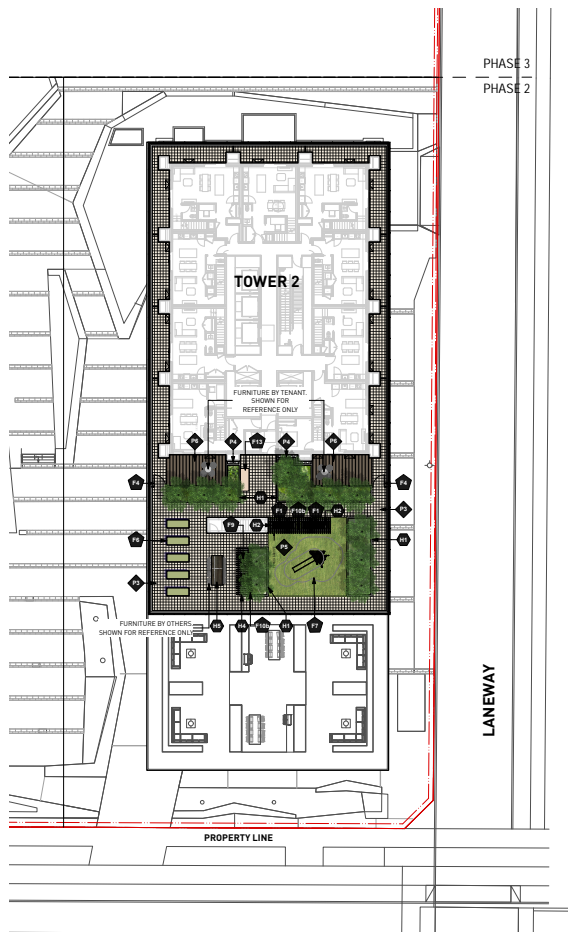 PHASE 3
PHASE 2
TOWER 2
FURNITURE BY TENANT.
SHOWN FOR
REFERENCE ONLY
P6
P4
F13
P4
P6
F4
F4
H1
P3
F1
F10b
F1
H2
F9
H2
F6
P5
H1
P3
FURNITURE BY OTHERS.
SHOWN FOR REFERENCE ONLY
H5
H4
F10b
H1
F7
LANEWAY
PROPERTY LINE